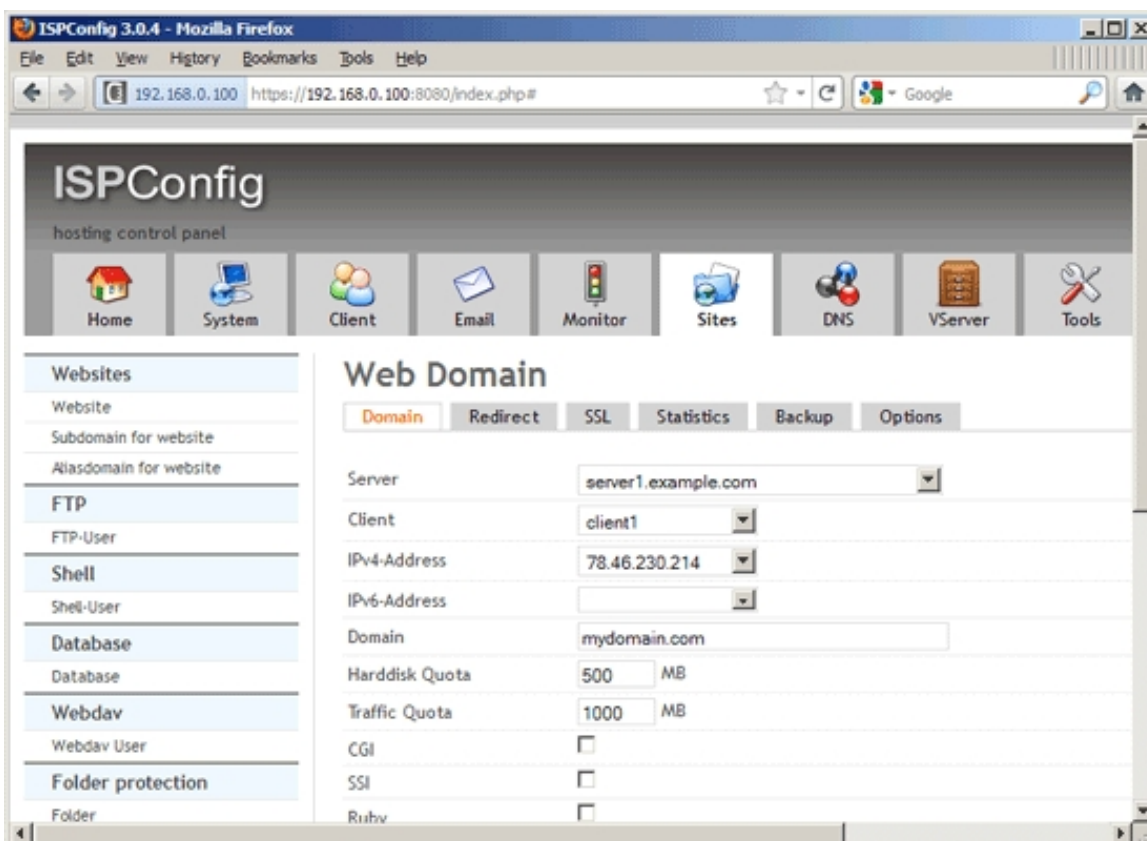 ISPConfig 3.0.4 - Mozilla Firefox
File Edit View History Bookmarks Tools Help
192.168.0.100 https://192.168.0.100:8080/index.php# Google
ISPConfig
hosting control panel
Home System Client Email Monitor Sites DNS VServer Tools
Websites
Website
Subdomain for website
Aliasdomain for website
FTP
FTP-User
Shell
Shell-User
Database
Database
Webdav
Webdav User
Folder protection
Folder
Web Domain
Domain Redirect SSL Statistics Backup Options
Server server1.example.com
Client client1
IPv4-Address 78.46.230.214
IPv6-Address
Domain mydomain.com
Harddisk Quota 500 MB
Traffic Quota 1000 MB
CGI
SSI
Ruby